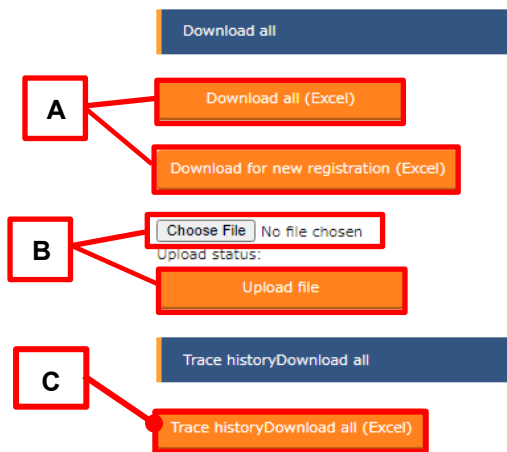 Download all
A
Download all (Excel)
Download for new registration (Excel)
B
Choose File No file chosen
Upload status:
Upload file
Trace historyDownload all
C
Trace historyDownload all (Excel)